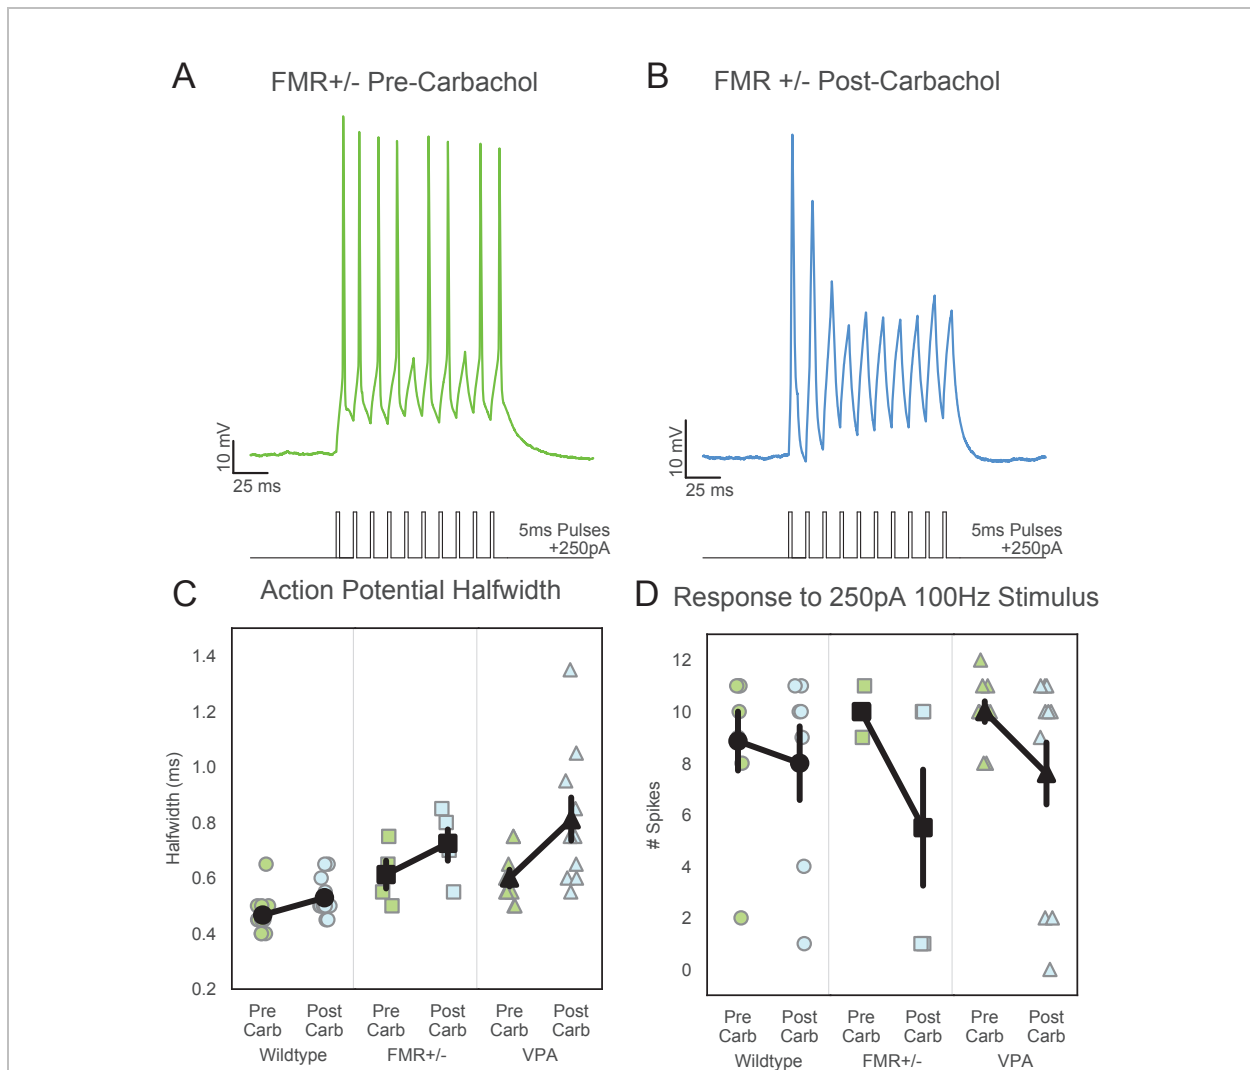 A
FMR+/- Pre-Carbachol
10 mV
25 ms
5ms Pulses
+250pA
B
FMR +/- Post-Carbachol
10 mV
25 ms
5ms Pulses
+250pA
C
Action Potential Halfwidth
Halfwidth (ms)
1.4
1.2
1.0
0.8
0.6
0.4
0.2
Pre
Carb
Post
Carb
Pre
Carb
Post
Carb
Pre
Carb
Post
Carb
Wildtype
FMR+/-
VPA
D
Response to 250pA 100Hz Stimulus
# Spikes
12
10
8
6
4
2
0
Pre
Carb
Post
Carb
Pre
Carb
Post
Carb
Pre
Carb
Post
Carb
Wildtype
FMR+/-
VPA